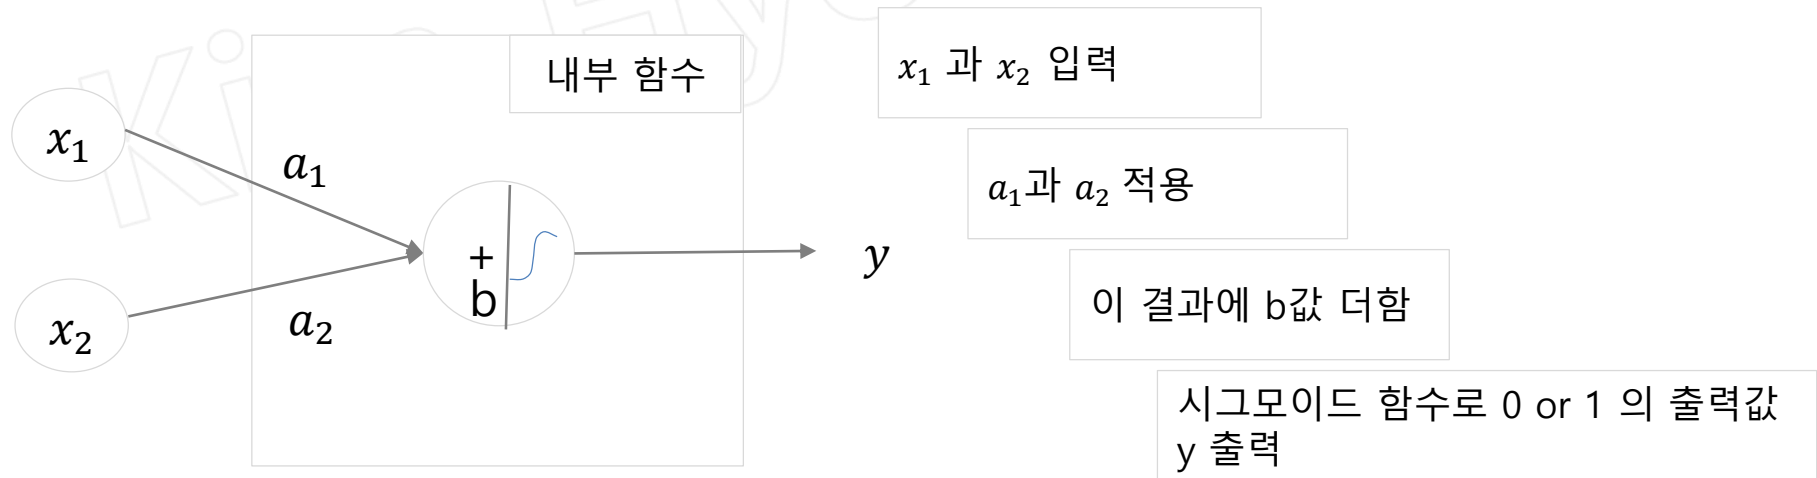 내부 함수
x₁
a₁
+
b
y
x₂
a₂
x₁ 과 x₂ 입력
a₁과 a₂ 적용
이 결과에 b값 더함
시그모이드 함수로 0 or 1 의 출력값
y 출력